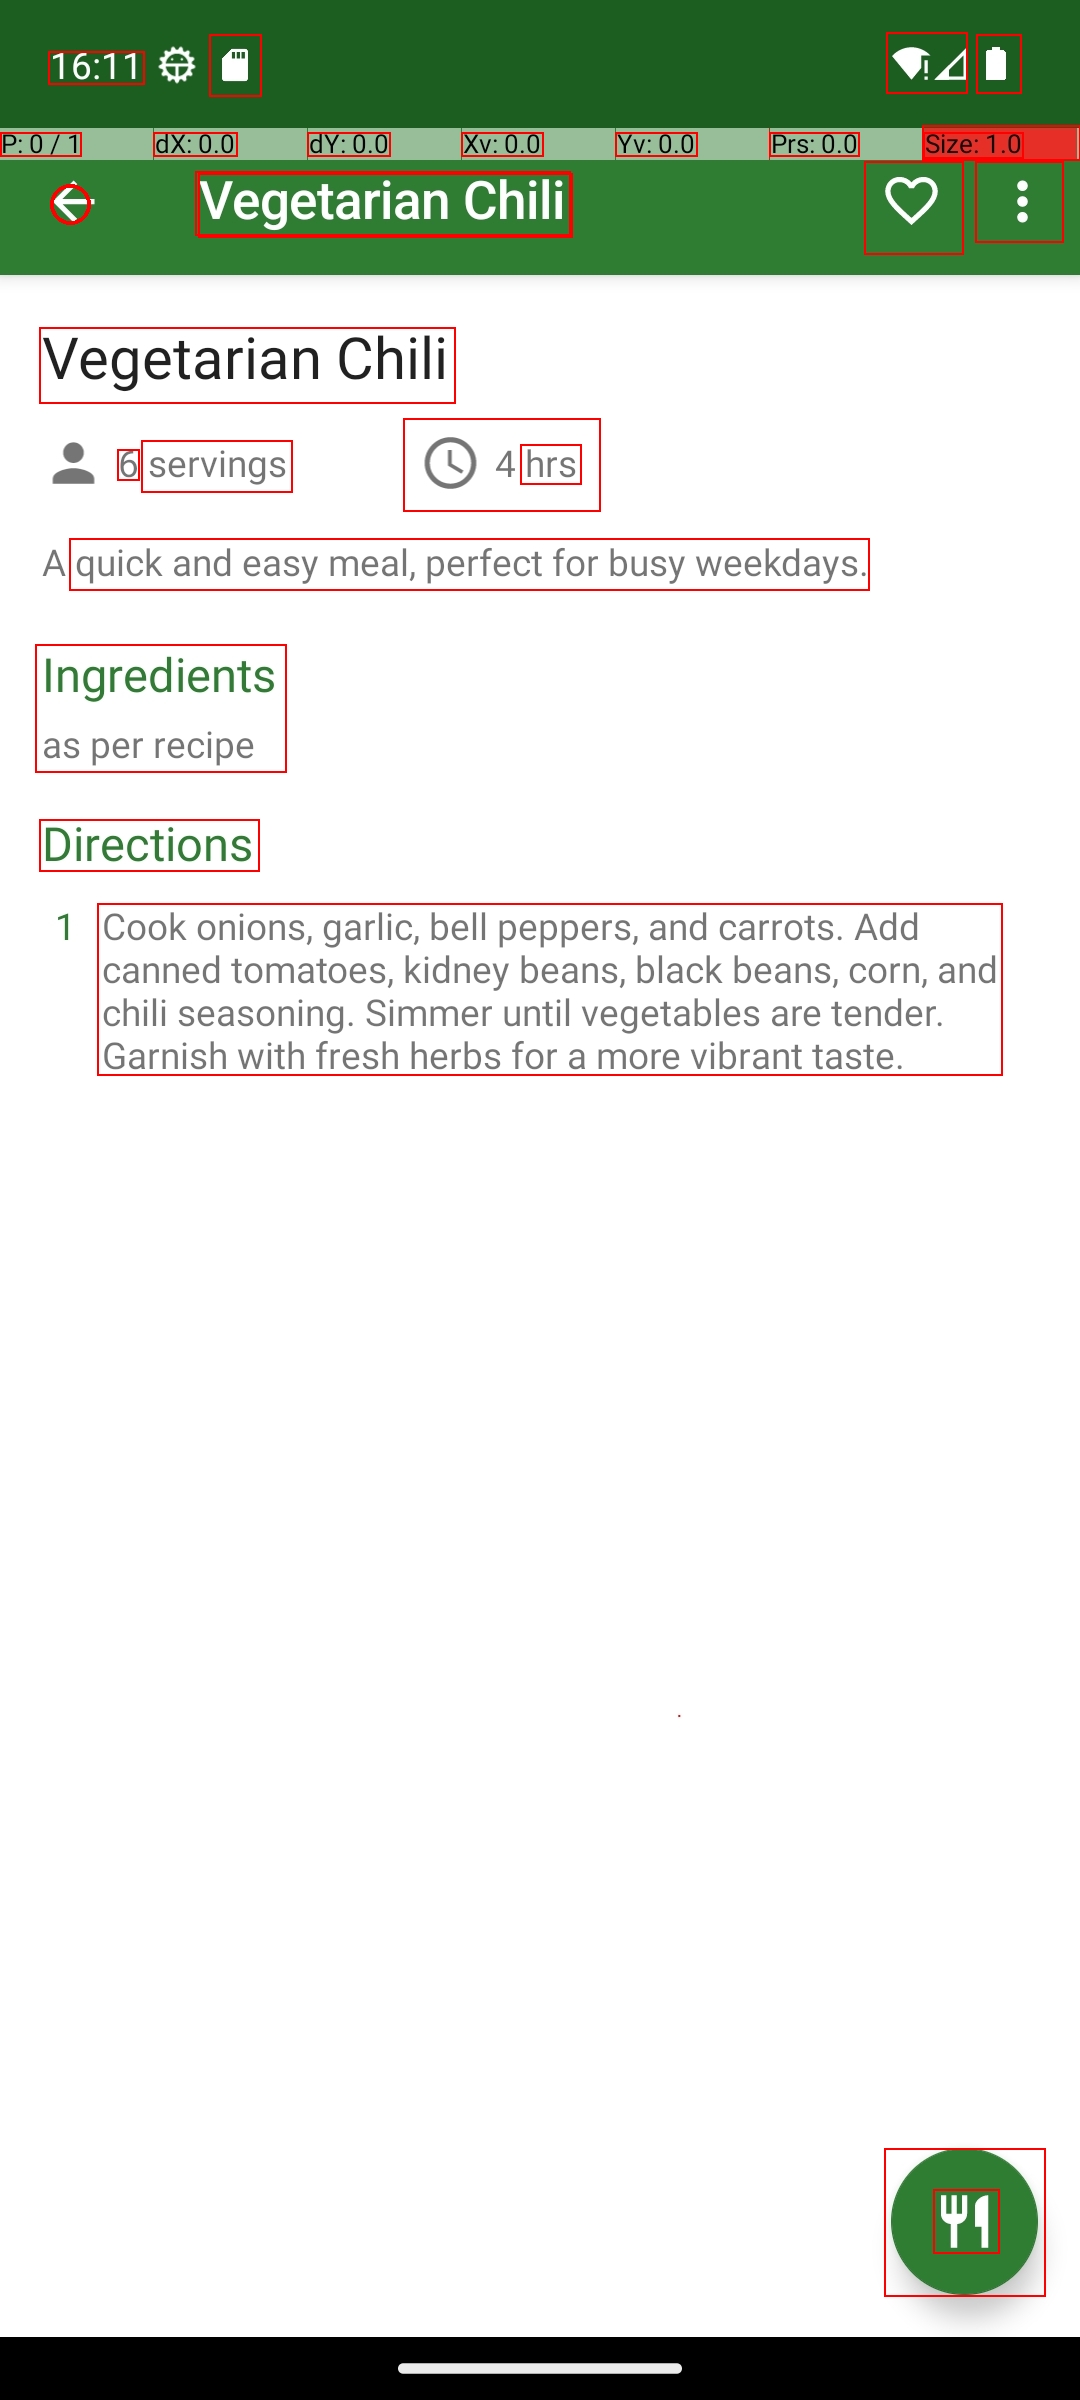 16:11
P: 0 / 1 dX: 0.0 dY: 0.0 Xv: 0.0 Yv: 0.0 Prs: 0.0 Size: 1.0
Vegetarian Chili
Vegetarian Chili
6 servings 4 hrs
A quick and easy meal, perfect for busy weekdays.
Ingredients
as per recipe
Directions
1 Cook onions, garlic, bell peppers, and carrots. Add
canned tomatoes, kidney beans, black beans, corn, and
chili seasoning. Simmer until vegetables are tender.
Garnish with fresh herbs for a more vibrant taste.